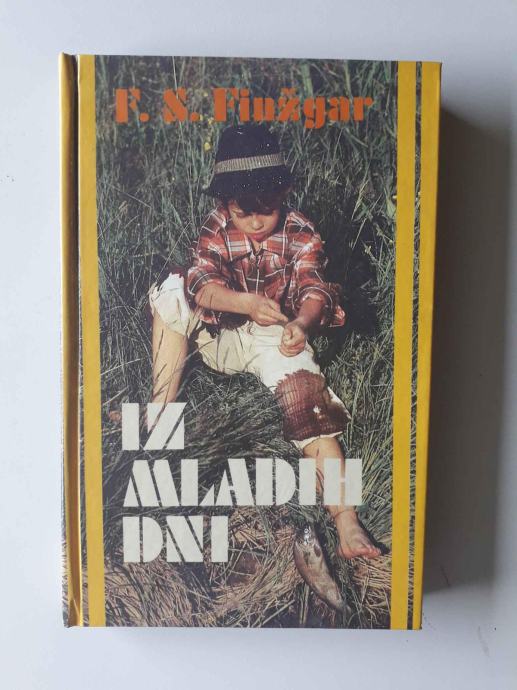 F. S. Finžgar
IZ
MLADIH
DNI